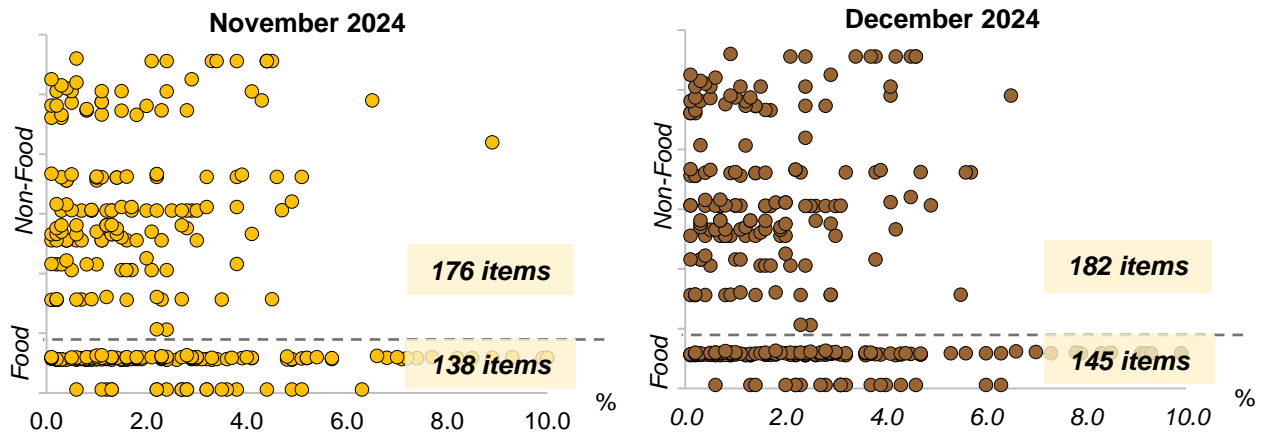 November 2024
Non-Food
Food
176 items
138 items
0.0 2.0 4.0 6.0 8.0 10.0
%
December 2024
Non-Food
Food
182 items
145 items
0.0 2.0 4.0 6.0 8.0 10.0
%